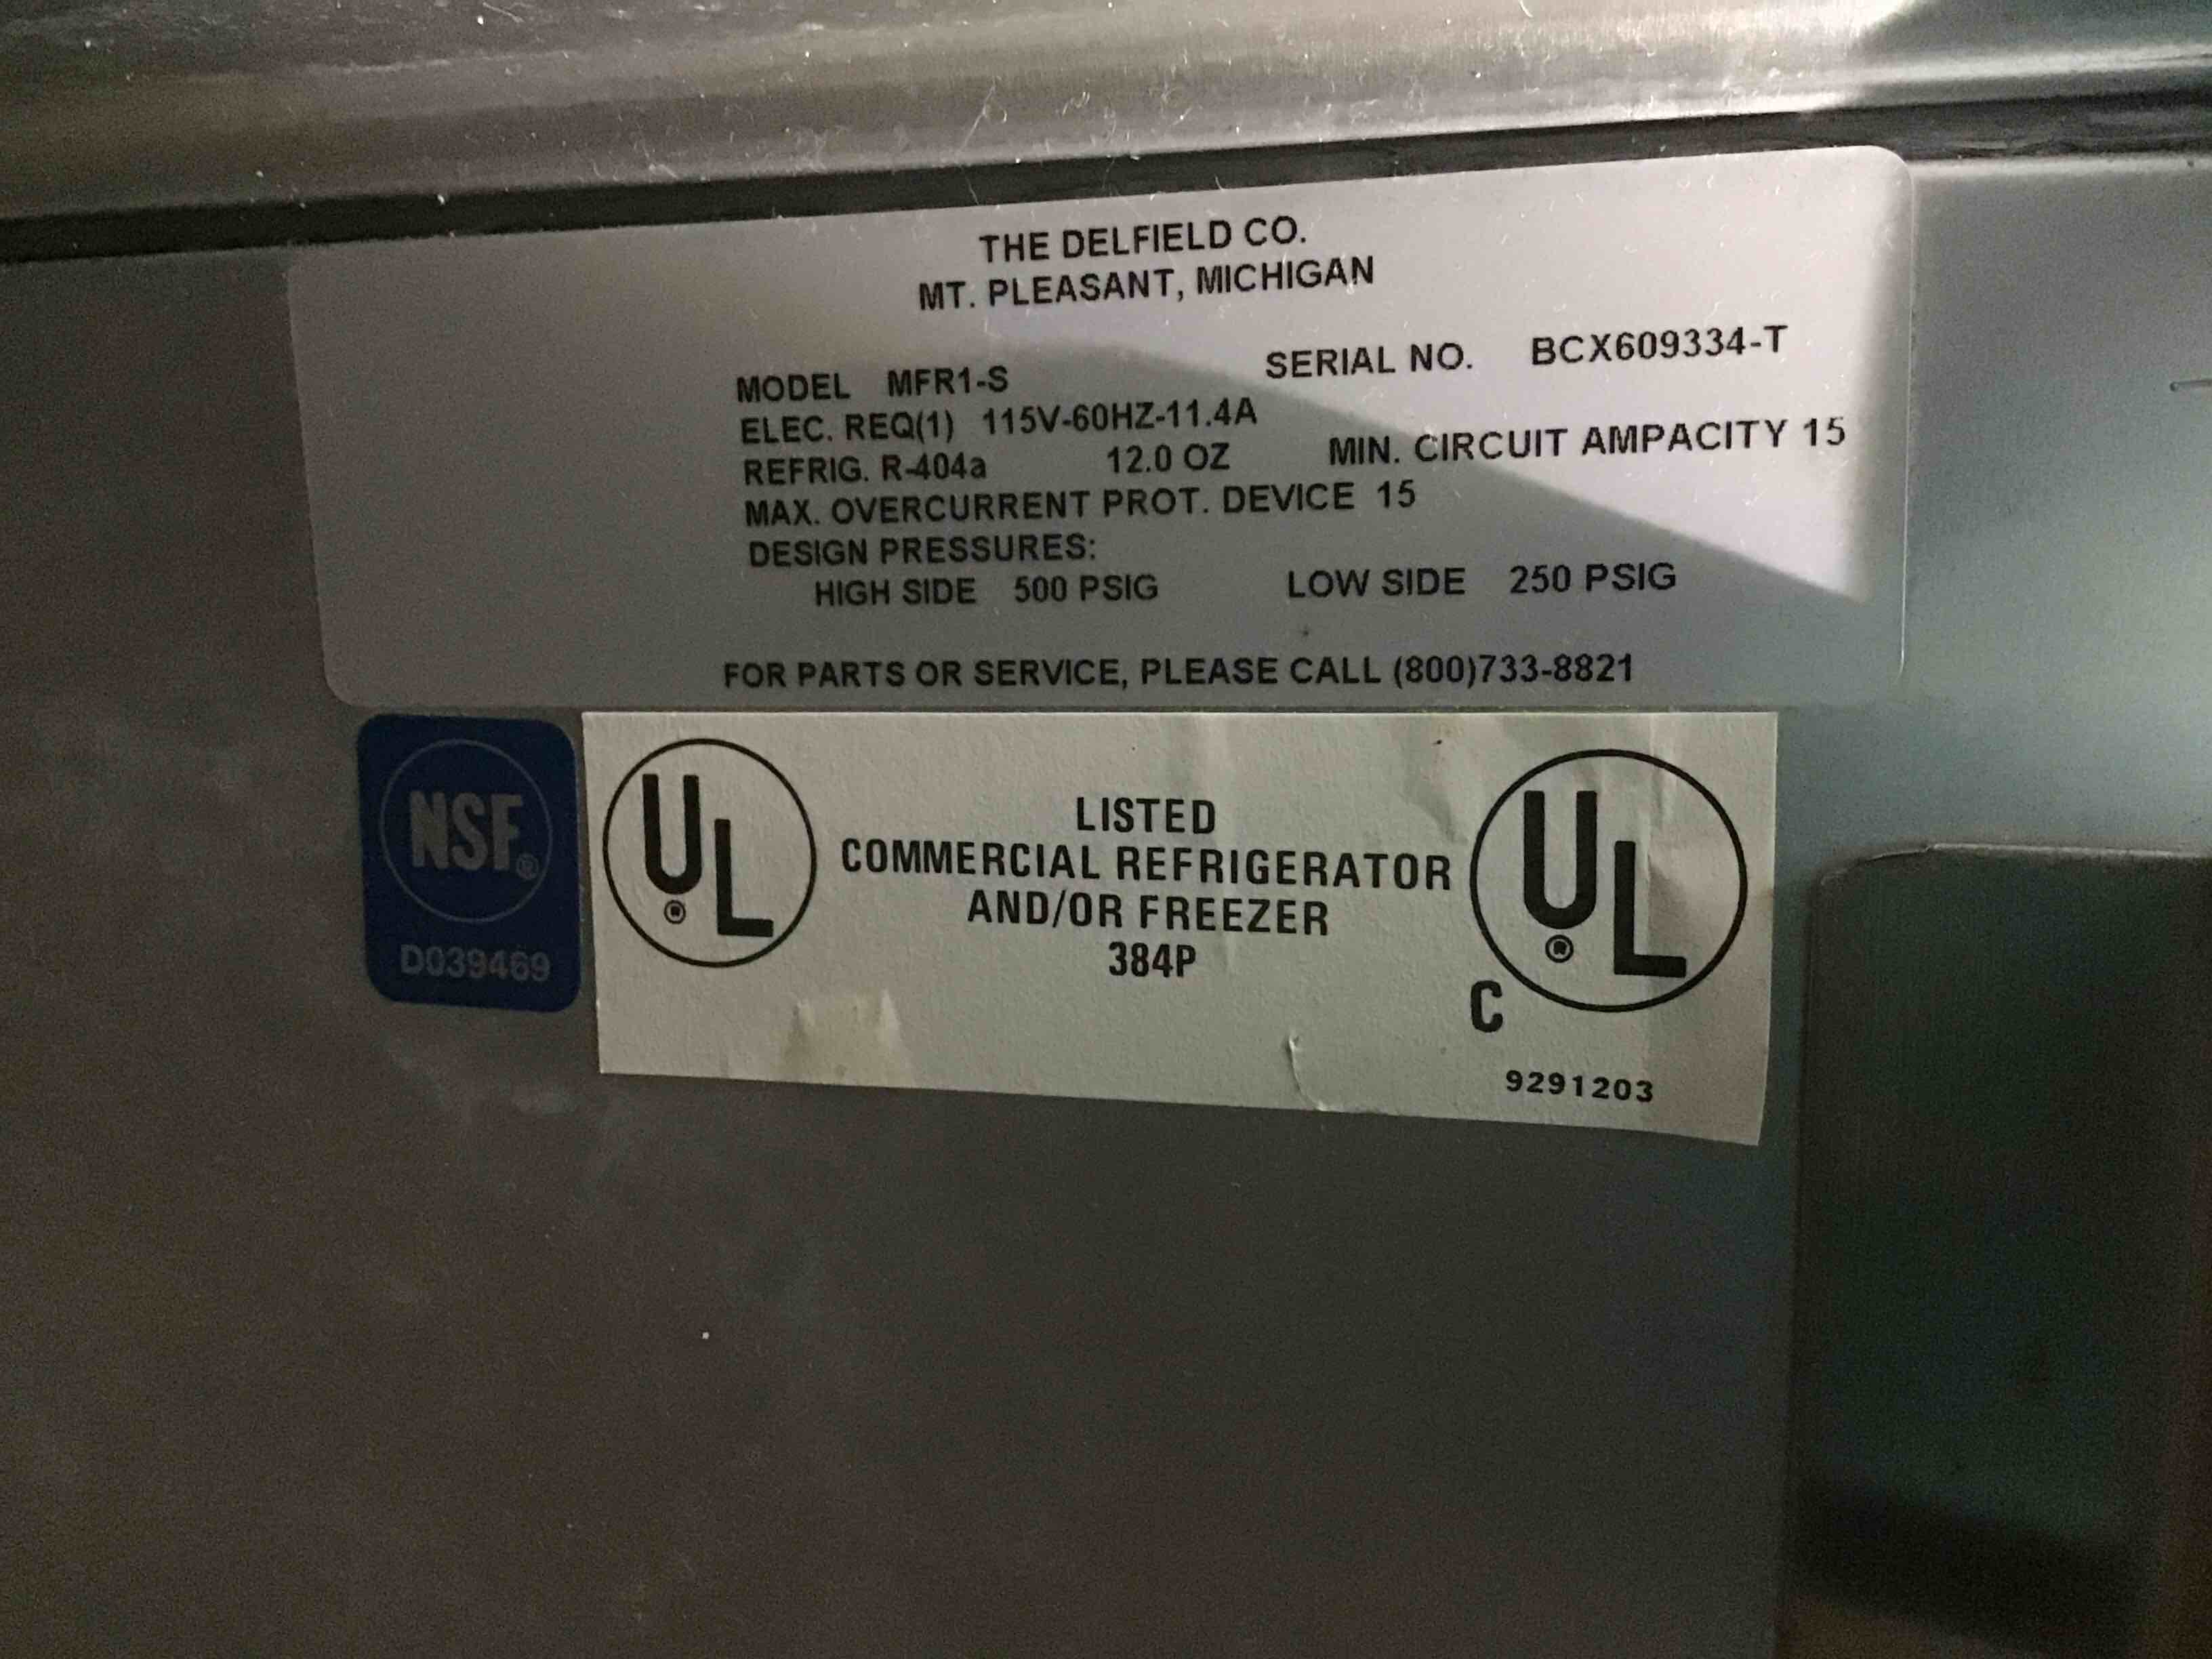 THE DELFIELD CO.
MT. PLEASANT, MICHIGAN
MODEL MFR1-S SERIAL NO. BCX609334-T
ELEC. REQ(1) 115V-60HZ-11.4A
REFRIG. R-404a 12.0 OZ MIN. CIRCUIT AMPACITY 15
MAX. OVERCURRENT PROT. DEVICE 15
DESIGN PRESSURES:
HIGH SIDE 500 PSIG LOW SIDE 250 PSIG
FOR PARTS OR SERVICE, PLEASE CALL (800)733-8821
NSF®
D039469
UL®
LISTED
COMMERCIAL REFRIGERATOR
AND/OR FREEZER
384P
C UL®
9291203